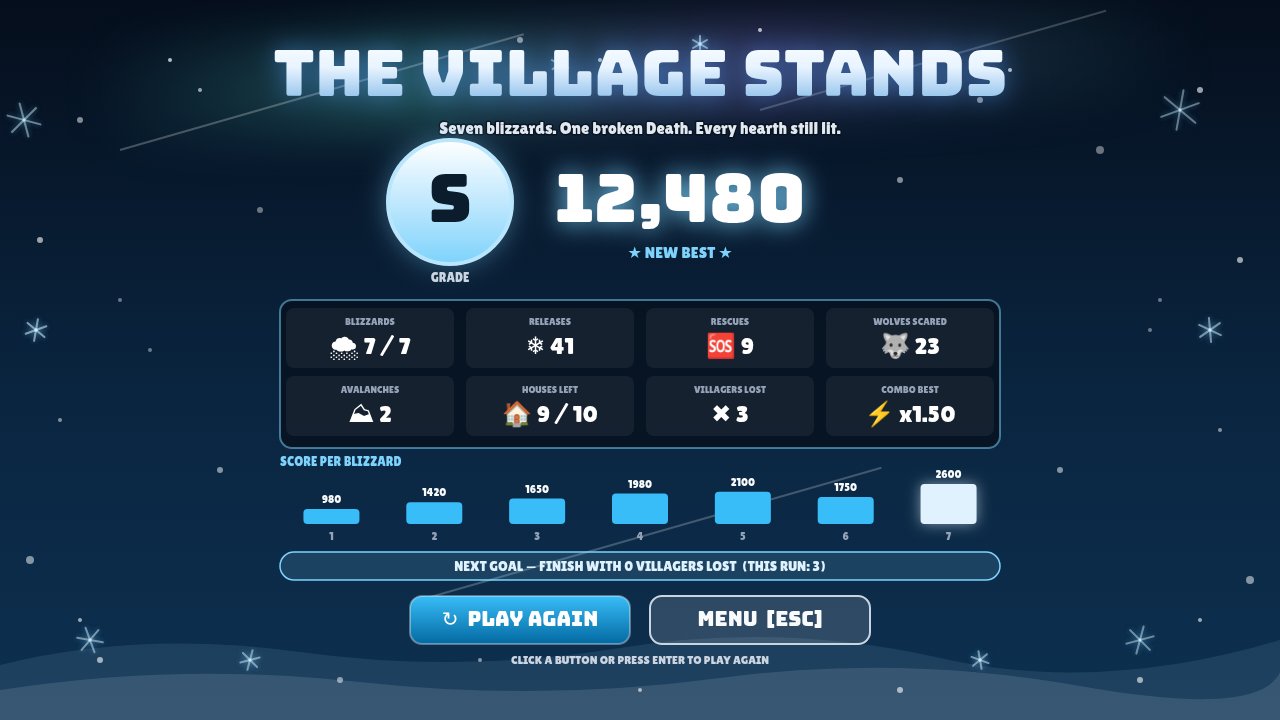 THE VILLAGE STANDS
Seven blizzards. One broken Death. Every hearth still lit.
S
12,480
★ NEW BEST ★
GRADE
BLIZZARDS RELEASES RESCUES WOLVES SCARED
🌨 7 / 7 ❄ 41 🆘 9 🐺 23
AVALANCHES HOUSES LEFT VILLAGERS LOST COMBO BEST
⛰ 2 🏠 9 / 10 ✖ 3 ⚡ x1.50
SCORE PER BLIZZARD
980 1420 1650 1980 2100 1750 2600
1 2 3 4 5 6 7
NEXT GOAL — FINISH WITH 0 VILLAGERS LOST (THIS RUN: 3)
↻ PLAY AGAIN MENU [ESC]
CLICK A BUTTON OR PRESS ENTER TO PLAY AGAIN